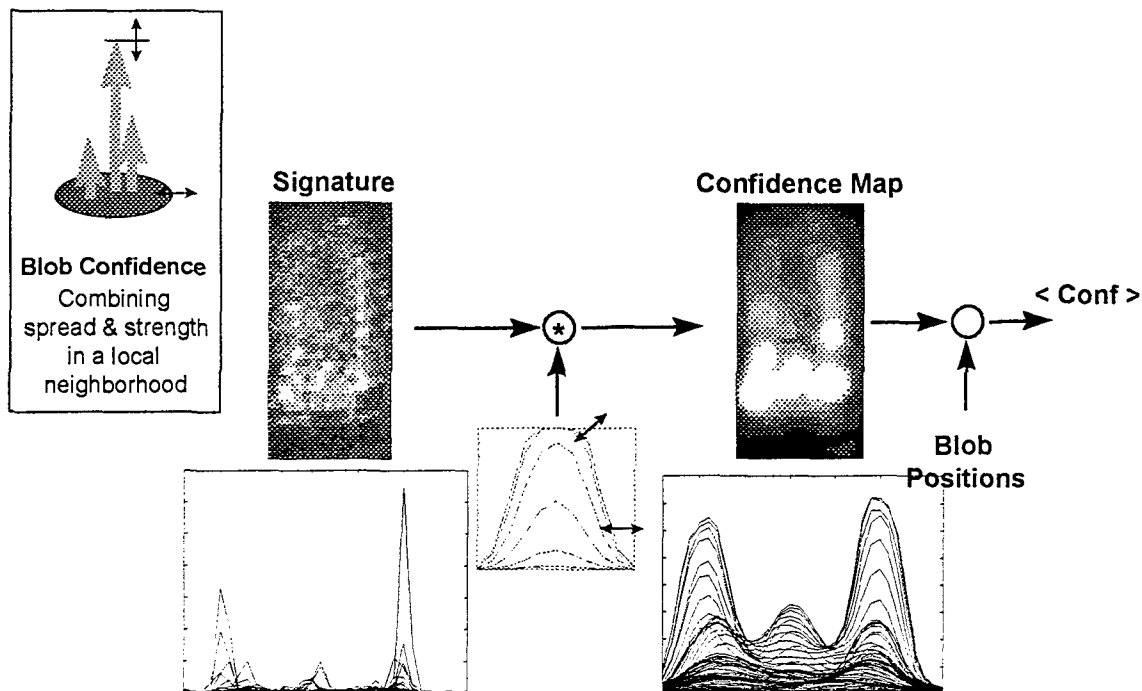 Blob Confidence
Combining
spread & strength
in a local
neighborhood
Signature
*
Confidence Map
< Conf >
Blob
Positions